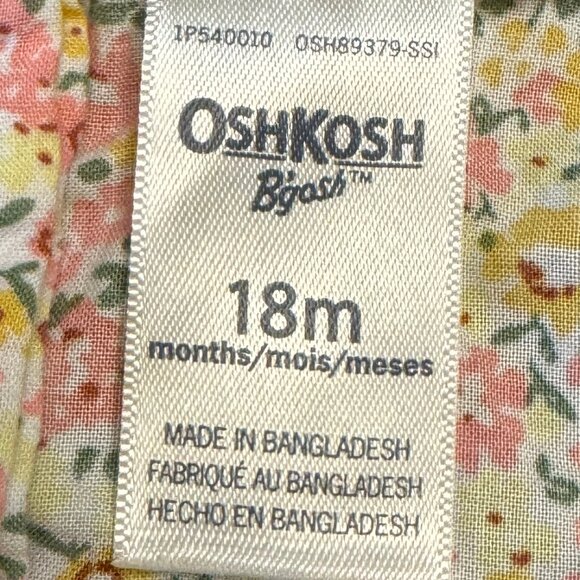 1P540010 OSH89379-SSI
OSHKOSH
B'gosh™
18m
months/mois/meses
MADE IN BANGLADESH
FABRIQUÉ AU BANGLADESH
HECHO EN BANGLADESH